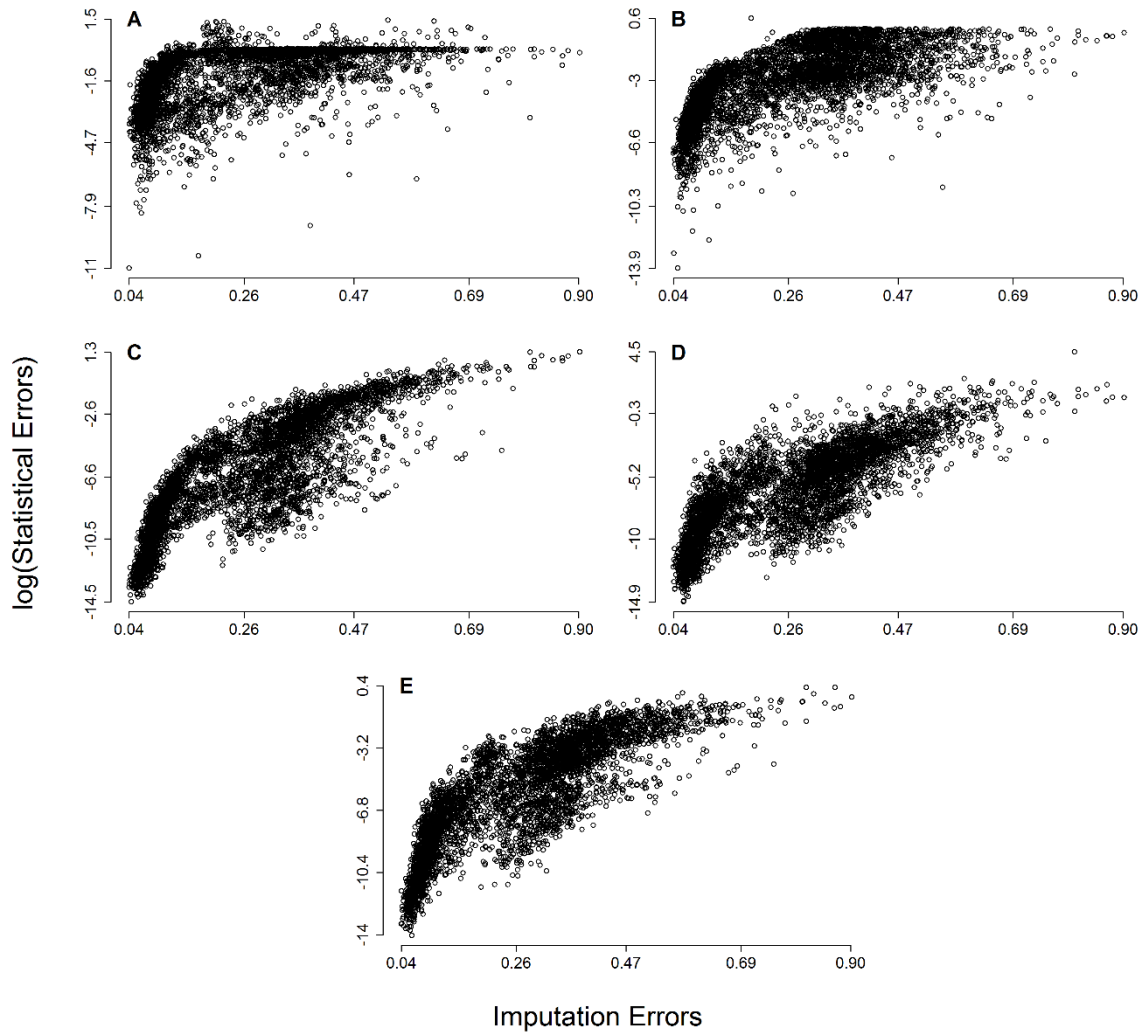 A
1.5
-1.6
-4.7
-7.9
-11
0.04 0.26 0.47 0.69 0.90
B
0.6
-3
-6.6
-10.3
-13.9
0.04 0.26 0.47 0.69 0.90
log(Statistical Errors)
C
1.3
-2.6
-6.6
-10.5
-14.5
0.04 0.26 0.47 0.69 0.90
D
4.5
-0.3
-5.2
-10
-14.9
0.04 0.26 0.47 0.69 0.90
E
0.4
-3.2
-6.8
-10.4
-14
0.04 0.26 0.47 0.69 0.90
Imputation Errors